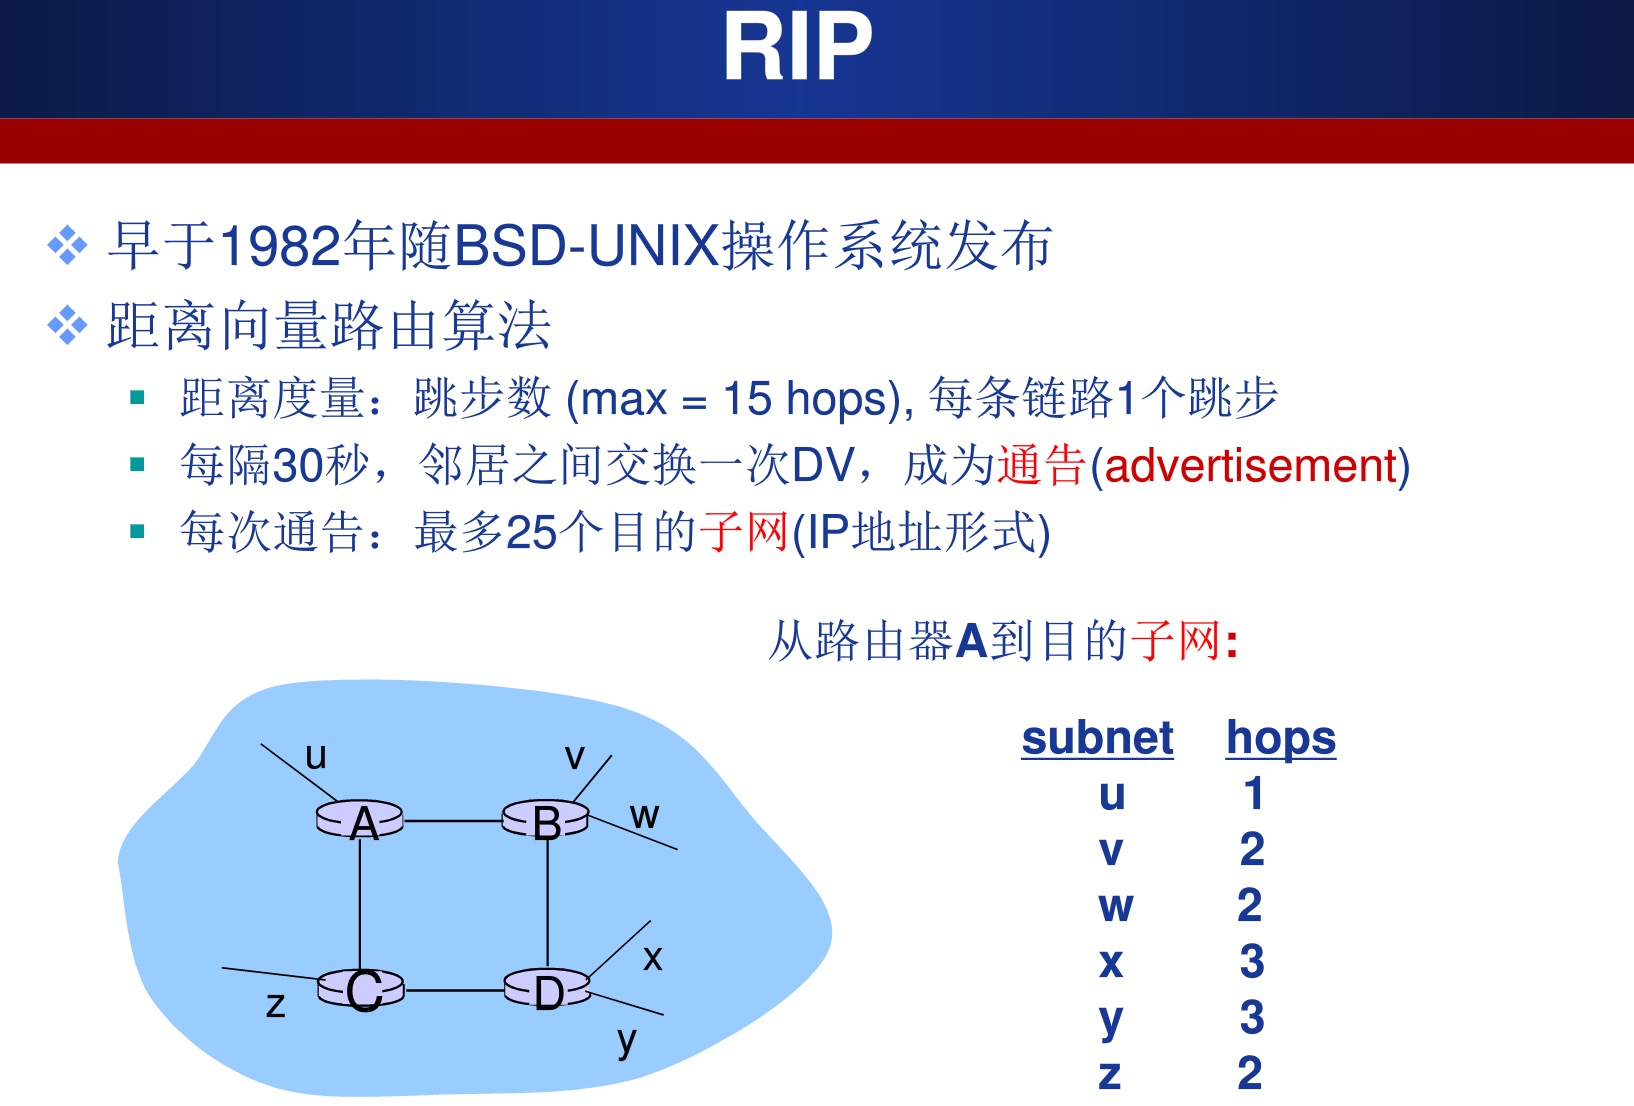 RIP
早于1982年随BSD-UNIX操作系统发布
距离向量路由算法
距离度量：跳步数 (max = 15 hops), 每条链路1个跳步
每隔30秒，邻居之间交换一次DV，成为通告(advertisement)
每次通告：最多25个目的子网(IP地址形式)
从路由器A到目的子网:
subnet hops
u 1
v 2
w 2
x 3
y 3
z 2
u
v
A
B
w
x
z
C
D
y